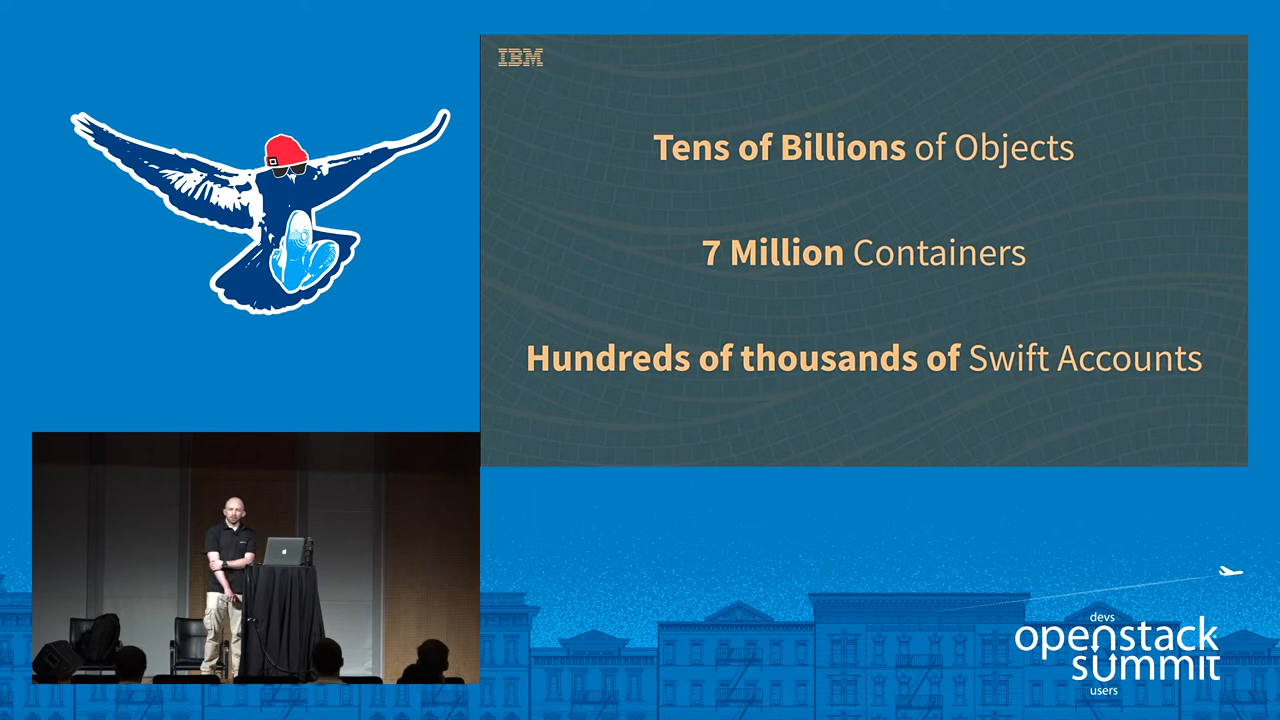 IBM
Tens of Billions of Objects
7 Million Containers
Hundreds of thousands of Swift Accounts
devs
openstack
summit
users